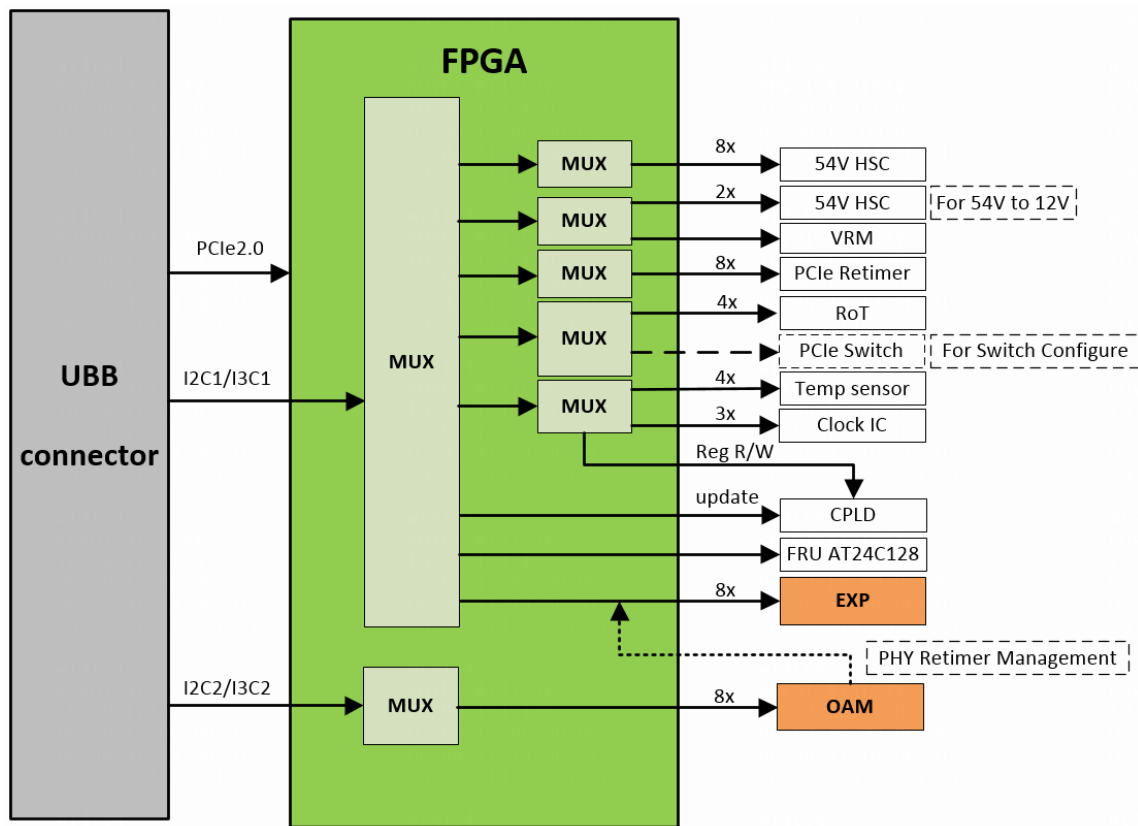 FPGA
UBB
connector
PCIe2.0
I2C1/I3C1
I2C2/I3C2
MUX
MUX
MUX
MUX
MUX
MUX
MUX
8x
54V HSC
2x
54V HSC
For 54V to 12V
VRM
8x
PCIe Retimer
4x
RoT
PCIe Switch
For Switch Configure
4x
Temp sensor
3x
Clock IC
Reg R/W
update
CPLD
FRU AT24C128
8x
EXP
PHY Retimer Management
8x
OAM